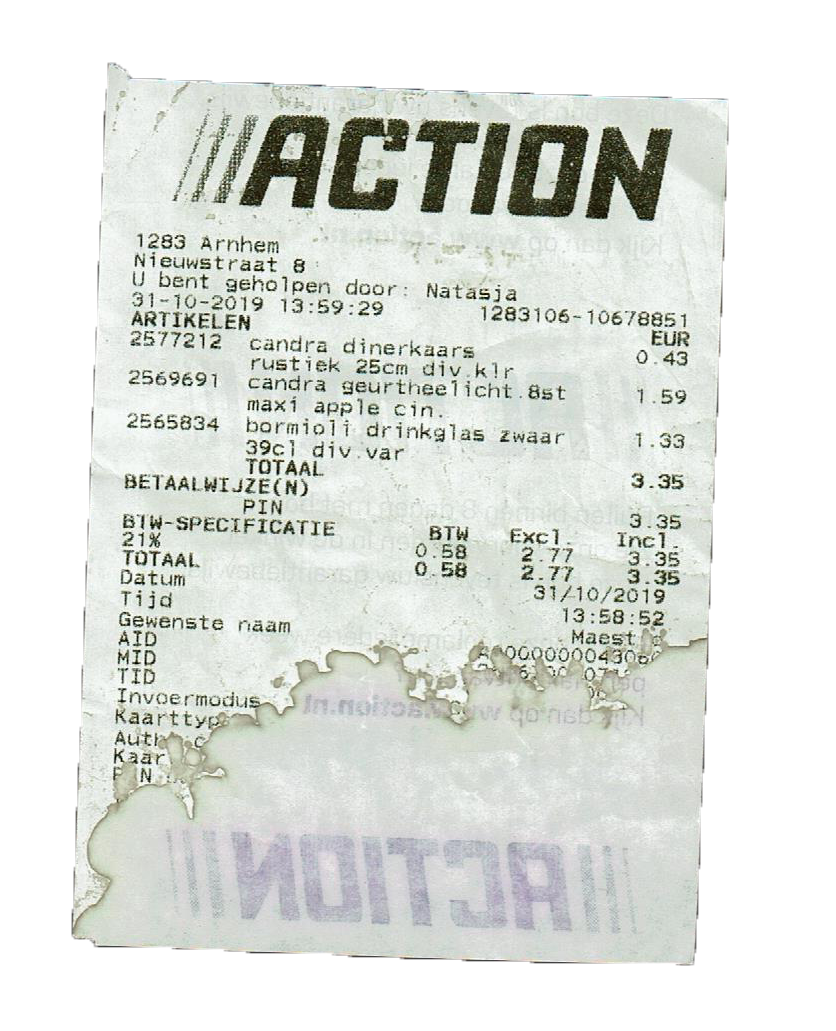 ACTION
1283 Arnhem
Nieuwstraat 8
U bent geholpen door: Natasja
31-10-2019 13:59:29 1283106-10678851
ARTIKELEN EUR
2577212 candra dinerkaars 0.43
rustiek 25cm div.klr
2569691 candra geurtheelicht.8st 1.59
maxi apple cin.
2565834 bormioli drinkglas zwaar 1.33
39cl div.var
TOTAAL 3.35
BETAALWIJZE(N)
PIN 3.35
BTW-SPECIFICATIE BTW Excl. Incl.
21% 0.58 2.77 3.35
TOTAAL 0.58 2.77 3.35
Datum 31/10/2019
Tijd 13:58:52
Gewenste naam
AID
MID
TID
Invoermodus
ACTION